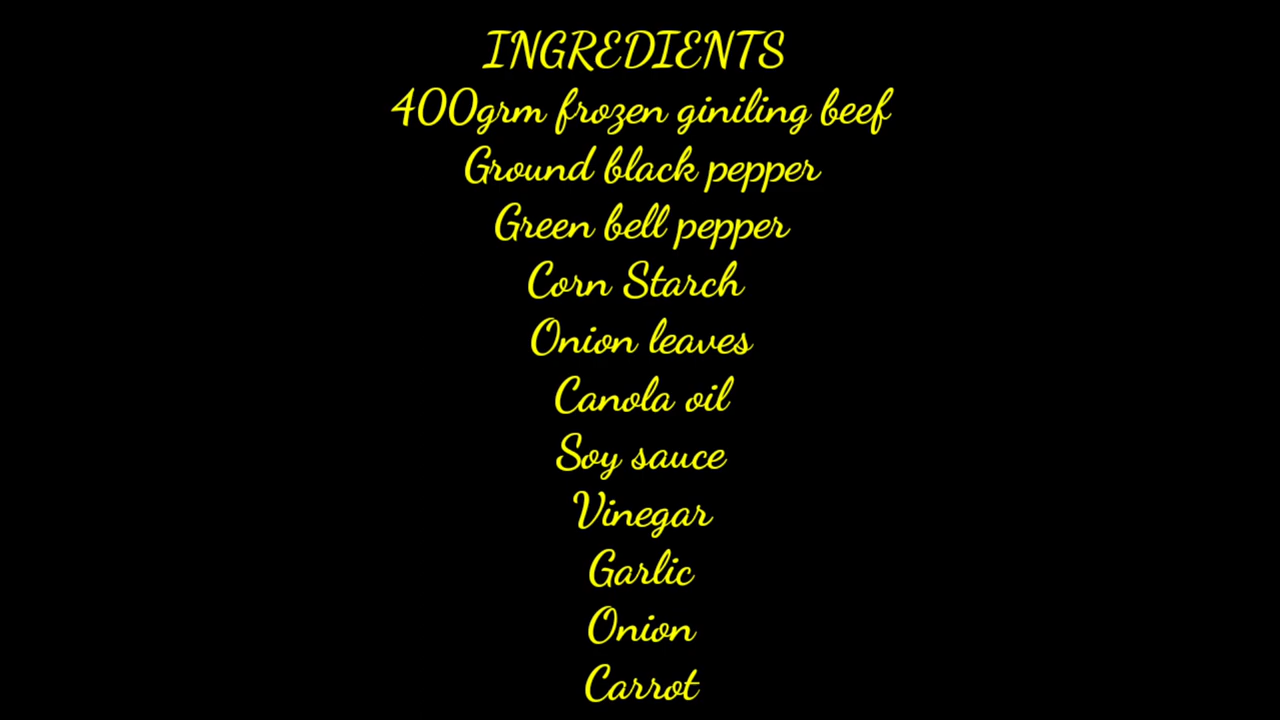 INGREDIENTS
400grm frozen giniling beef
Ground black pepper
Green bell pepper
Corn Starch
Onion leaves
Canola oil
Soy sauce
Vinegar
Garlic
Onion
Carrot